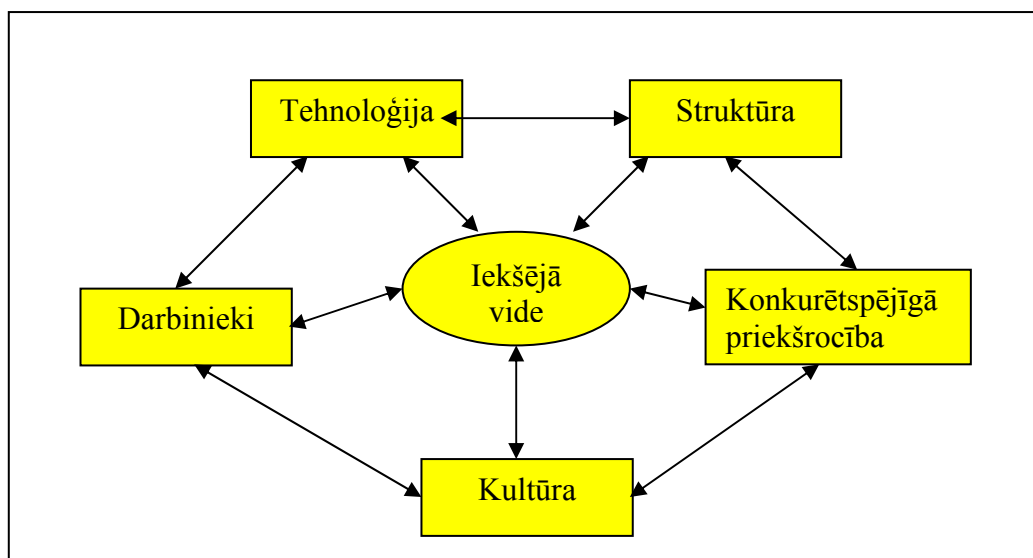 Tehnoloģija
Struktūra
Iekšējā
vide
Darbinieki
Konkurētspējīgā
priekšrocība
Kultūra